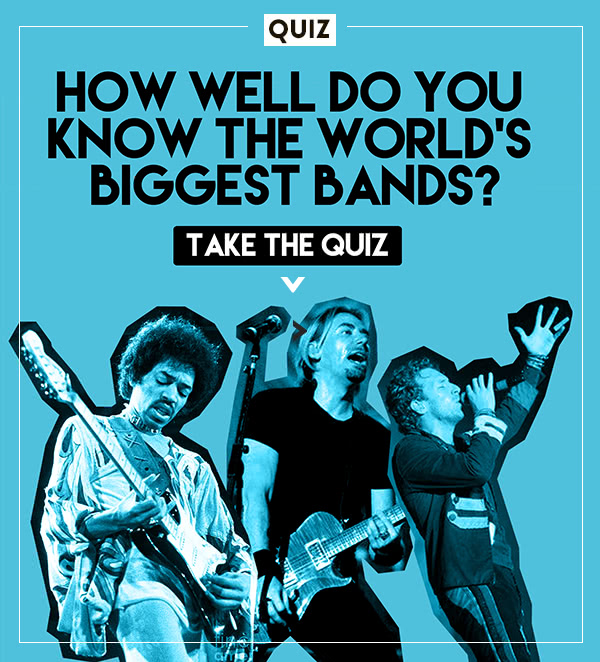 QUIZ
HOW WELL DO YOU
KNOW THE WORLD'S
BIGGEST BANDS?
TAKE THE QUIZ